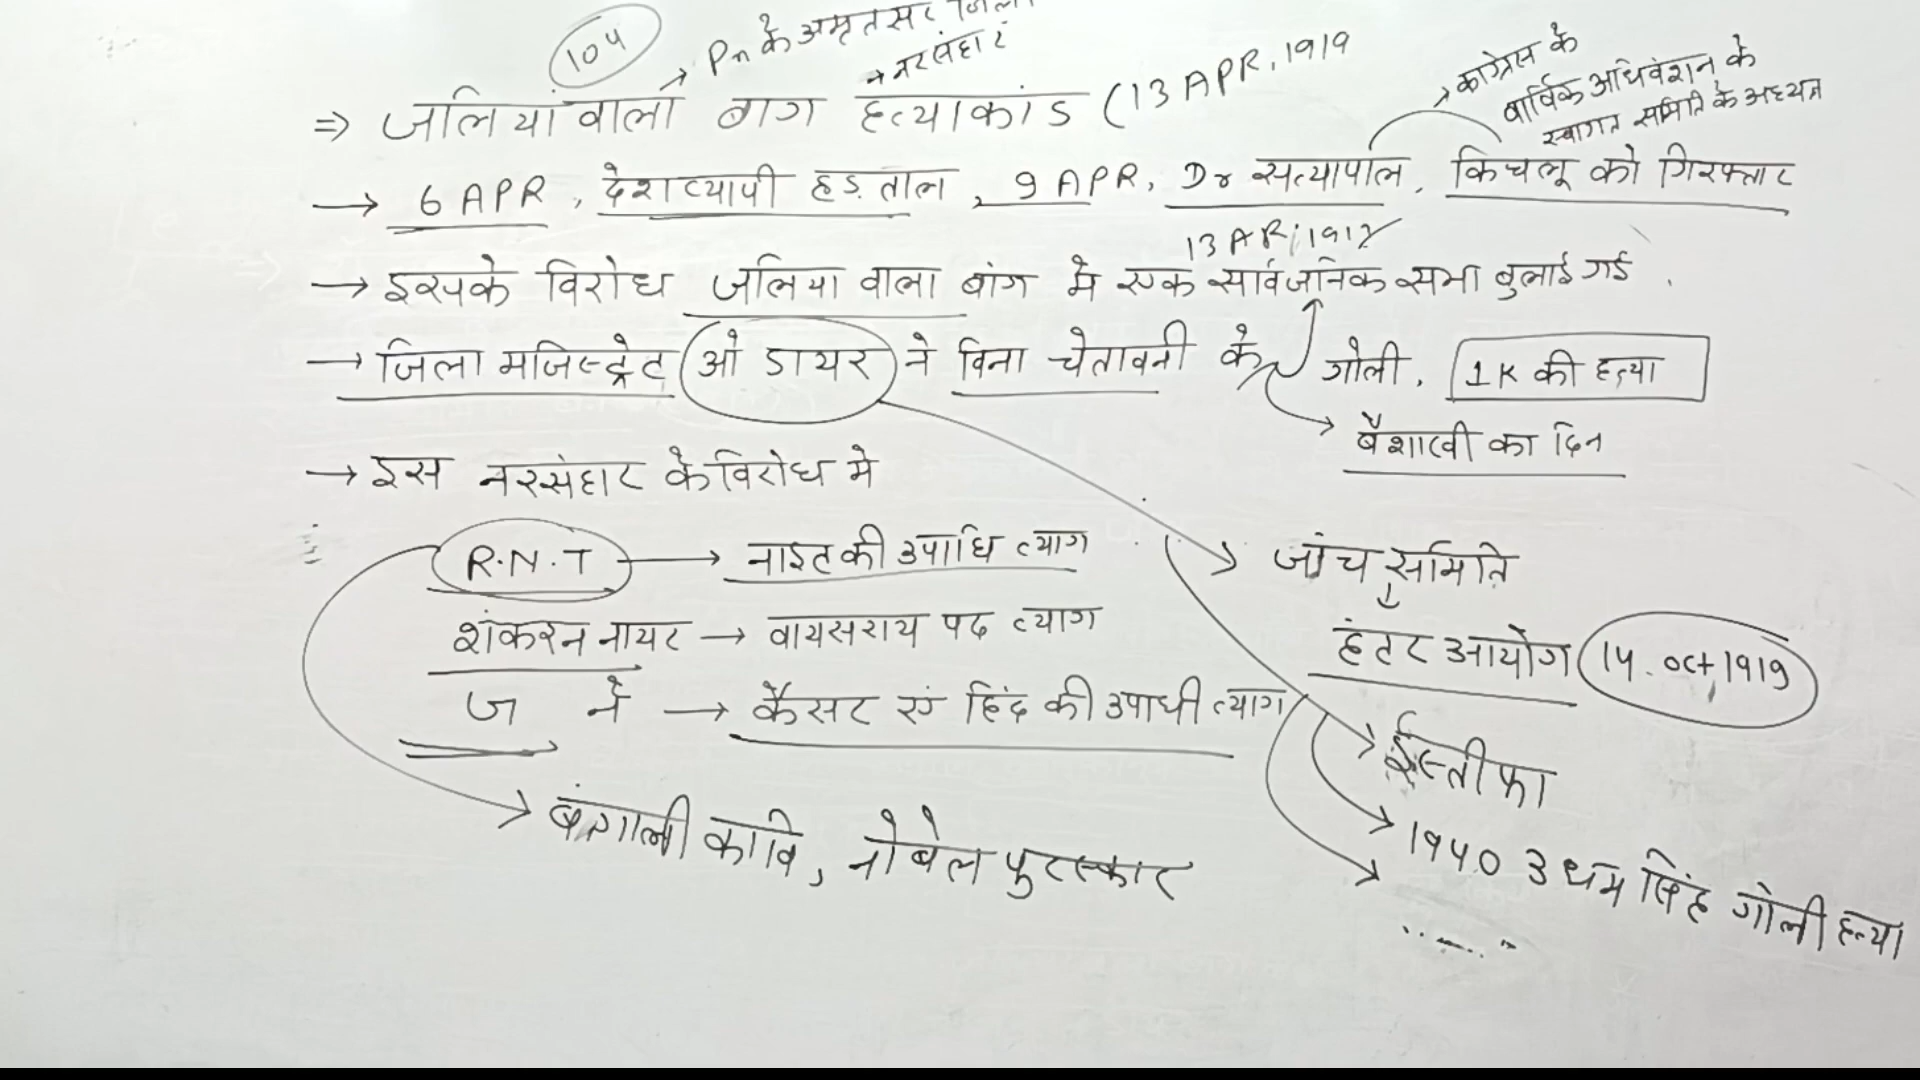 104
→ Pn के अमृतसर जिला
→ नरसंहार
⇒ जलियांवाला बाग हत्याकांड (13 APR, 1919
→ कांग्रेस के
वार्षिक अधिवेशन के
स्वागत समिति के अध्यक्ष
→ 6 APR, देशव्यापी हड़ताल, 9 APR, Dr सत्यापाल, किचलू को गिरफ्तार
13 AR, 191
→ इसके विरोध जलिया वाला बाग मे एक सार्वजनिक सभा बुलाई गई.
→ जिला मजिस्ट्रेट ओ डायर ने विना चेतावनी के गोली, 1K की हत्या
→ बैशाखी का दिन
→ इस नरसंहार के विरोध मे
R.N.T → नाइट की उपाधि त्याग
→ जांच समिति
शंकरन नायर → वायसराय पद त्याग
हंटर आयोग 14. oct 1919
ज ने → कैसर ए हिंद की उपाधी त्याग
→ ईस्तीफा
→ बंगाली कवि, नोबेल पुरस्कार
→ 1940 उधम सिंह गोली हत्या